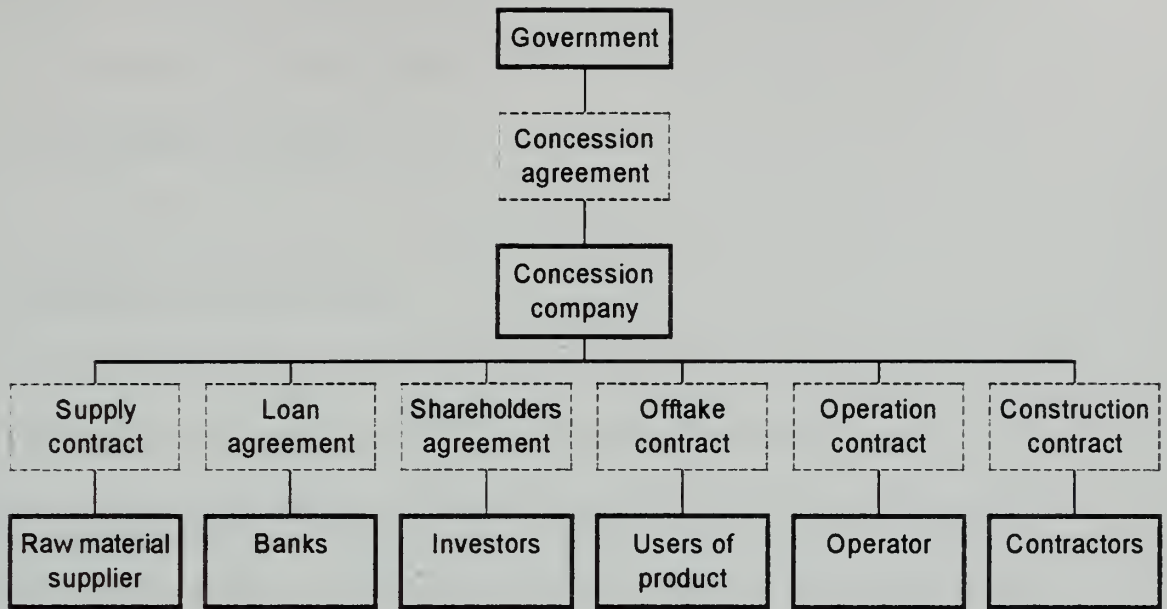 Government
Concession
agreement
Concession
company
Supply
contract
Loan
agreement
Shareholders
agreement
Offtake
contract
Operation
contract
Construction
contract
Raw material
supplier
Banks
Investors
Users of
product
Operator
Contractors